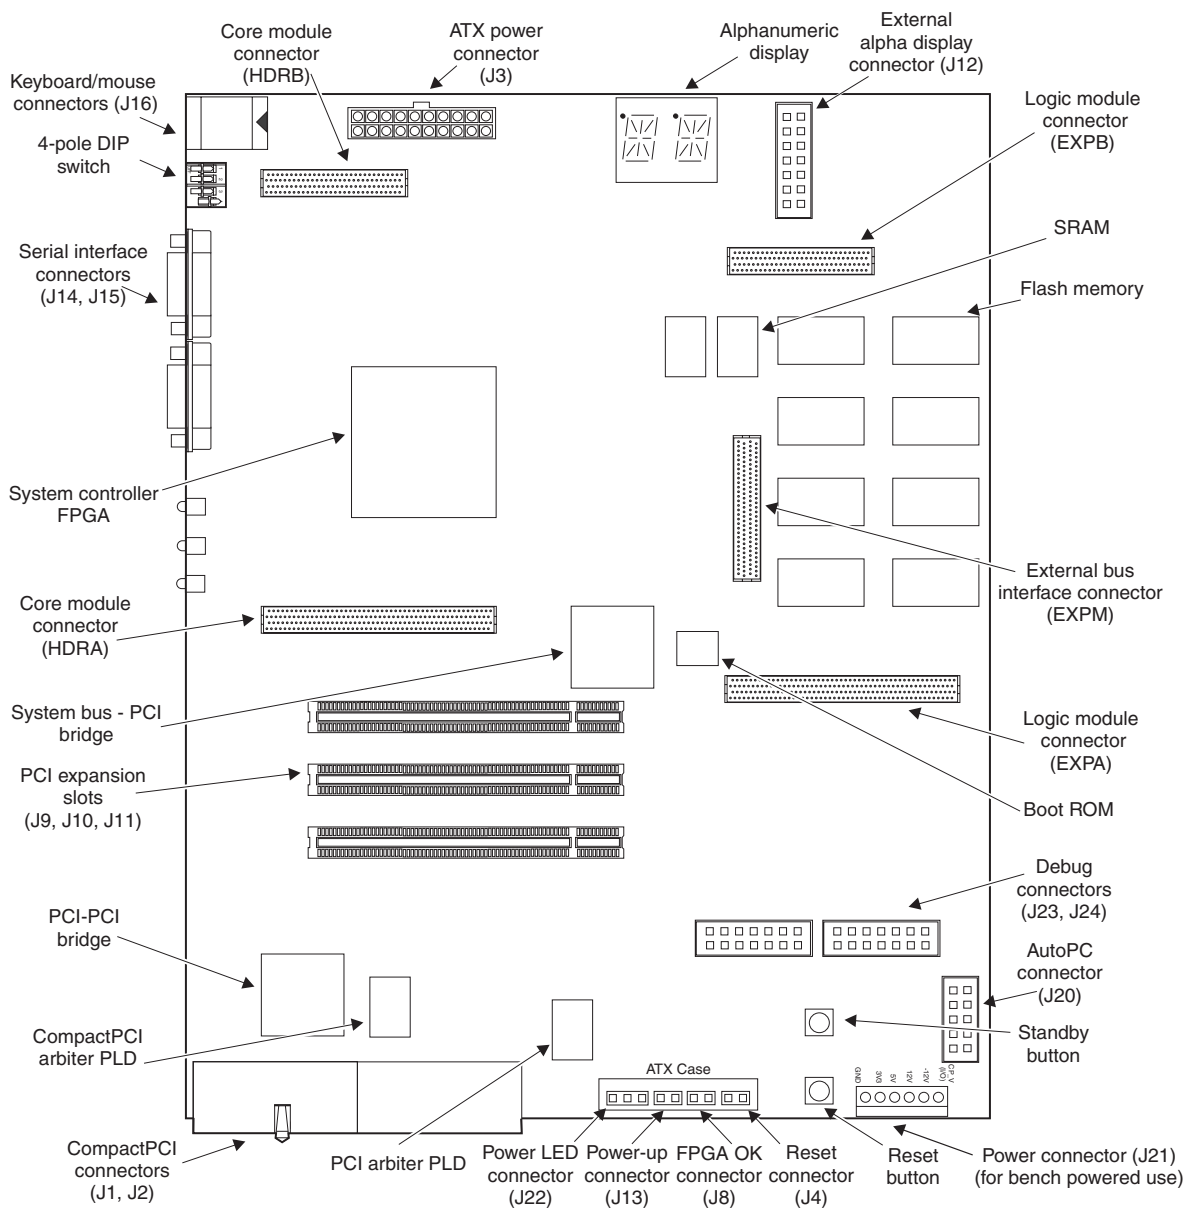 Core module
connector
(HDRB)
ATX power
connector
(J3)
Alphanumeric
display
External
alpha display
connector (J12)
Keyboard/mouse
connectors (J16)
4-pole DIP
switch
Logic module
connector
(EXPB)
SRAM
Flash memory
Serial interface
connectors
(J14, J15)
System controller
FPGA
External bus
interface connector
(EXPM)
Core module
connector
(HDRA)
System bus - PCI
bridge
Logic module
connector
(EXPA)
PCI expansion
slots
(J9, J10, J11)
Boot ROM
Debug
connectors
(J23, J24)
PCI-PCI
bridge
AutoPC
connector
(J20)
CompactPCI
arbiter PLD
Standby
button
ATX Case
GND
3V3
5V
12V
-12V
CP_V
(I/O)
CompactPCI
connectors
(J1, J2)
PCI arbiter PLD
Power LED
connector
(J22)
Power-up
connector
(J13)
FPGA OK
connector
(J8)
Reset
connector
(J4)
Reset
button
Power connector (J21)
(for bench powered use)